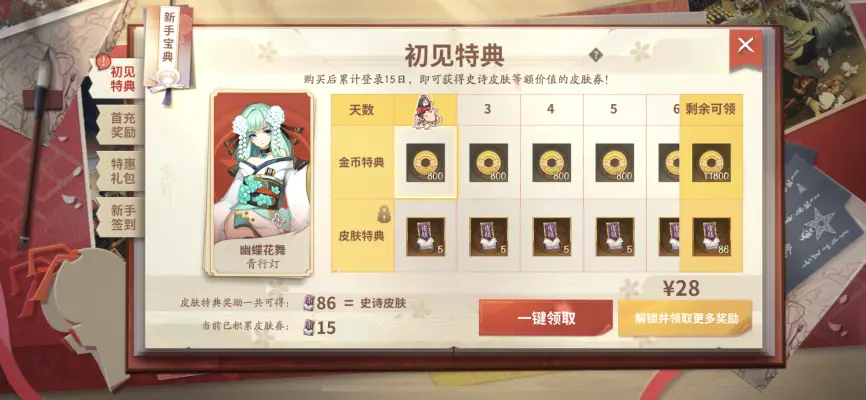 新手宝典
初见特典
?
购买后累计登录15日，即可获得史诗皮肤等额价值的皮肤券!
!
初见
特典
首充
奖励
特惠
礼包
新手
签到
天数
3
4
5
6
剩余可领
金币特典
800
800
800
800
800
11800
皮肤特典
5
5
5
5
86
幽蝶花舞
青行灯
皮肤特典奖励一共可得：
86 = 史诗皮肤
当前已积累皮肤券：
15
¥28
一键领取
解锁并领取更多奖励